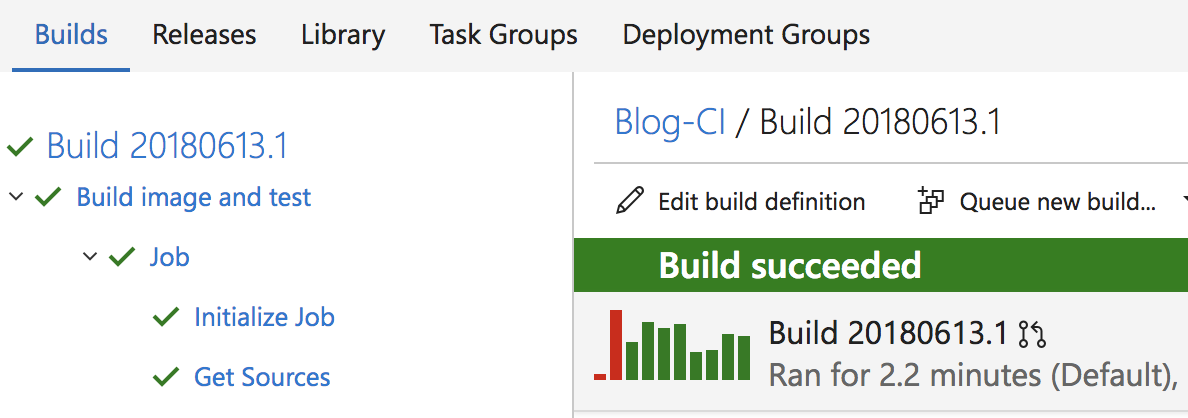 Builds Releases Library Task Groups Deployment Groups
Build 20180613.1
Build image and test
Job
Initialize Job
Get Sources
Blog-CI / Build 20180613.1
Edit build definition Queue new build...
Build succeeded
Build 20180613.1
Ran for 2.2 minutes (Default),